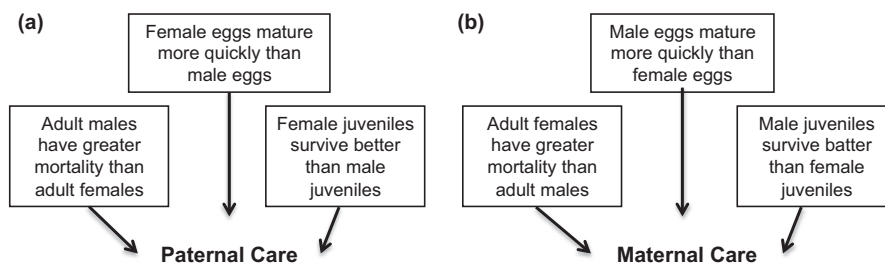 (a)
Female eggs mature
more quickly than
male eggs
Adult males
have greater
mortality than
adult females
Female juveniles
survive better
than male
juveniles
Paternal Care
(b)
Male eggs mature
more quickly than
female eggs
Adult females
have greater
mortality than
adult males
Male juveniles
survive batter
than female
juveniles
Maternal Care